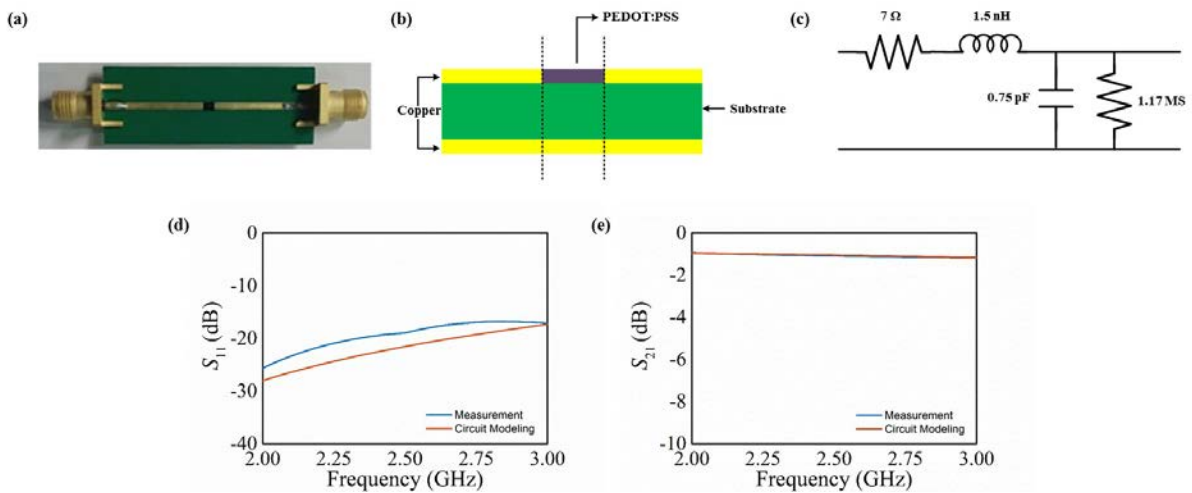 (a)
(b)
PEDOT:PSS
Copper
Substrate
(c)
7 Ω
1.5 nH
0.75 pF
1.17 MS
(d)
0
-10
-20
-30
-40
S11 (dB)
Measurement
Circuit Modeling
2.00 2.25 2.50 2.75 3.00
Frequency (GHz)
(e)
0
-2
-4
-6
-8
-10
S21 (dB)
Measurement
Circuit Modeling
2.00 2.25 2.50 2.75 3.00
Frequency (GHz)